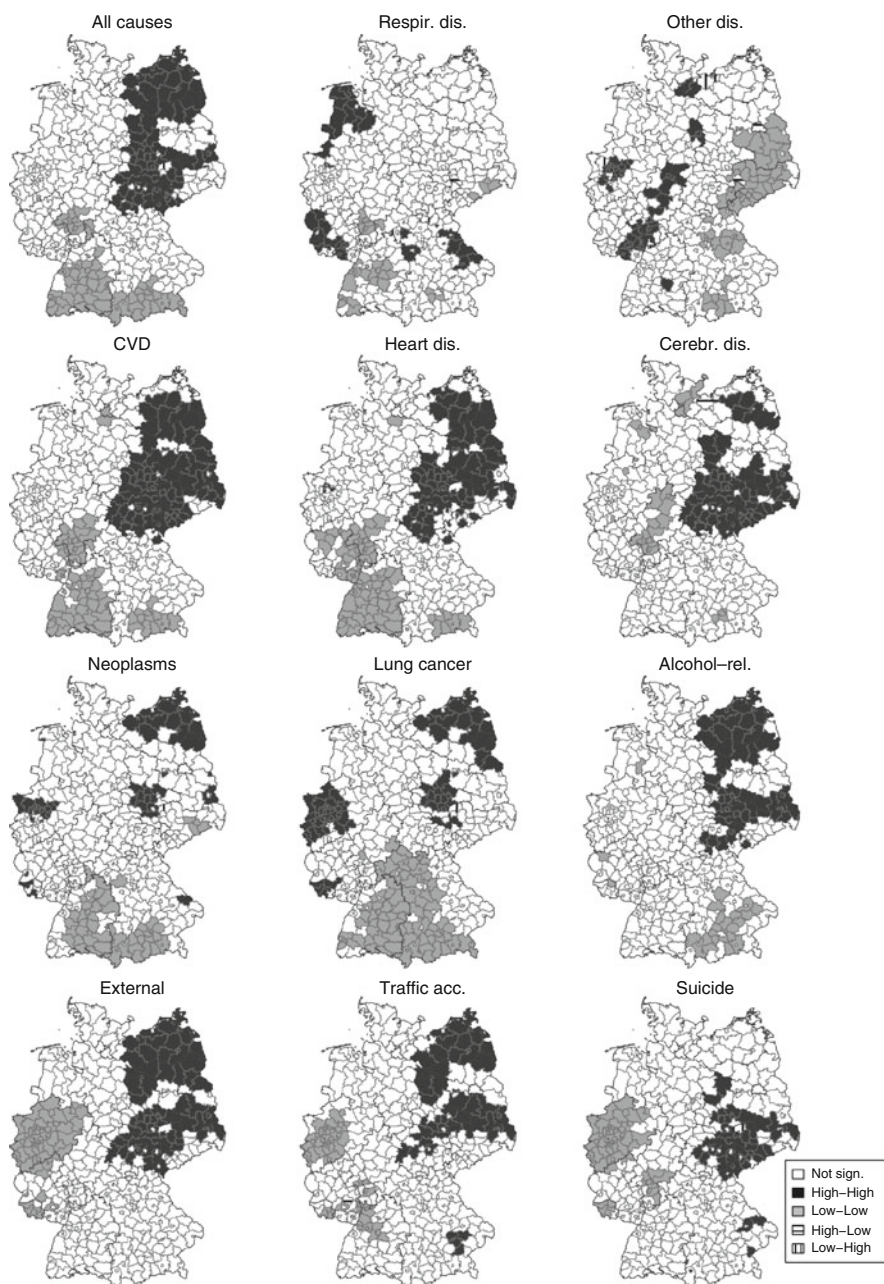 All causes
Respir. dis.
Other dis.
CVD
Heart dis.
Cerebr. dis.
Neoplasms
Lung cancer
Alcohol–rel.
External
Traffic acc.
Suicide
Not sign.
High–High
Low–Low
High–Low
Low–High